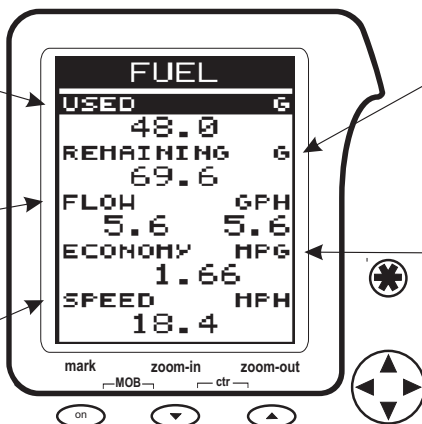 FUEL
USED G
48.0
REMAINING G
69.6
FLOW GPH
5.6 5.6
ECONOMY MPG
1.66
SPEED MPH
18.4
mark zoom-in zoom-out
MOB ctr
on